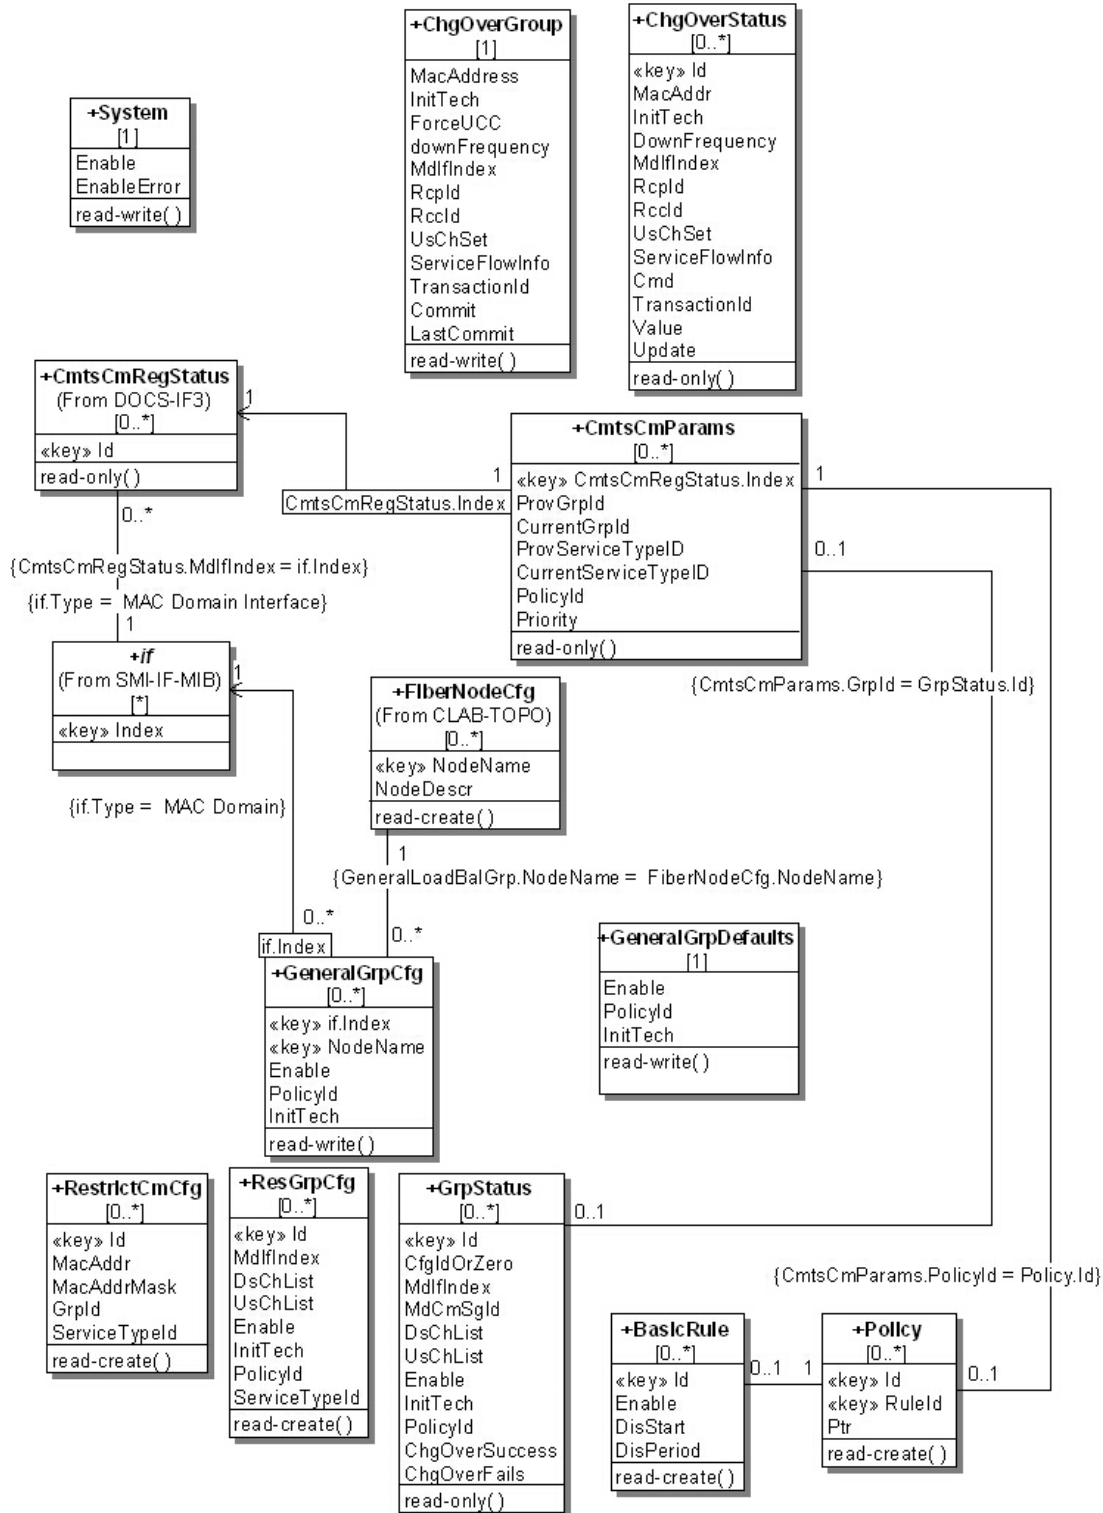 +ChgOverGroup
[1]
MacAddress
InitTech
ForceUCC
downFrequency
MdIfIndex
RcpId
RccId
UsChSet
ServiceFlowInfo
TransactionId
Commit
LastCommit
read-write( )
+ChgOverStatus
[0..*]
«key» Id
MacAddr
InitTech
DownFrequency
MdIfIndex
RcpId
RccId
UsChSet
ServiceFlowInfo
Cmd
TransactionId
Value
Update
read-only( )
+System
[1]
Enable
EnableError
read-write( )
+CmtsCmRegStatus
(From DOCS-IF3)
[0..*]
«key» Id
read-only( )
1
1
CmtsCmRegStatus.Index
+CmtsCmParams
[0..*]
«key» CmtsCmRegStatus.Index
ProvGrpId
CurrentGrpId
ProvServiceTypeID
CurrentServiceTypeID
PolicyId
Priority
read-only( )
1
0..1
0..*
{CmtsCmRegStatus.MdIfIndex = if.Index}
{if.Type = MAC Domain Interface}
1
+if
(From SMI-IF-MIB)
[*]
«key» Index
1
{if.Type = MAC Domain}
{CmtsCmParams.GrpId = GrpStatus.Id}
+FiberNodeCfg
(From CLAB-TOPO)
[0..*]
«key» NodeName
NodeDescr
read-create( )
1
{GeneralLoadBalGrp.NodeName = FiberNodeCfg.NodeName}
0..*
0..*
if.Index
+GeneralGrpCfg
[0..*]
«key» if.Index
«key» NodeName
Enable
PolicyId
InitTech
read-write( )
+GeneralGrpDefaults
[1]
Enable
PolicyId
InitTech
read-write( )
+RestrictCmCfg
[0..*]
«key» Id
MacAddr
MacAddrMask
GrpId
ServiceTypeId
read-create( )
+ResGrpCfg
[0..*]
«key» Id
MdIfIndex
DsChList
UsChList
Enable
InitTech
PolicyId
ServiceTypeId
read-create( )
+GrpStatus
[0..*]
«key» Id
CfgIdOrZero
MdIfIndex
MdCmSgId
DsChList
UsChList
Enable
InitTech
PolicyId
ChgOverSuccess
ChgOverFails
read-only( )
0..1
{CmtsCmParams.PolicyId = Policy.Id}
+BasicRule
[0..*]
«key» Id
Enable
DisStart
DisPeriod
read-create( )
0..1
1
+Policy
[0..*]
«key» Id
«key» RuleId
Ptr
read-create( )
0..1